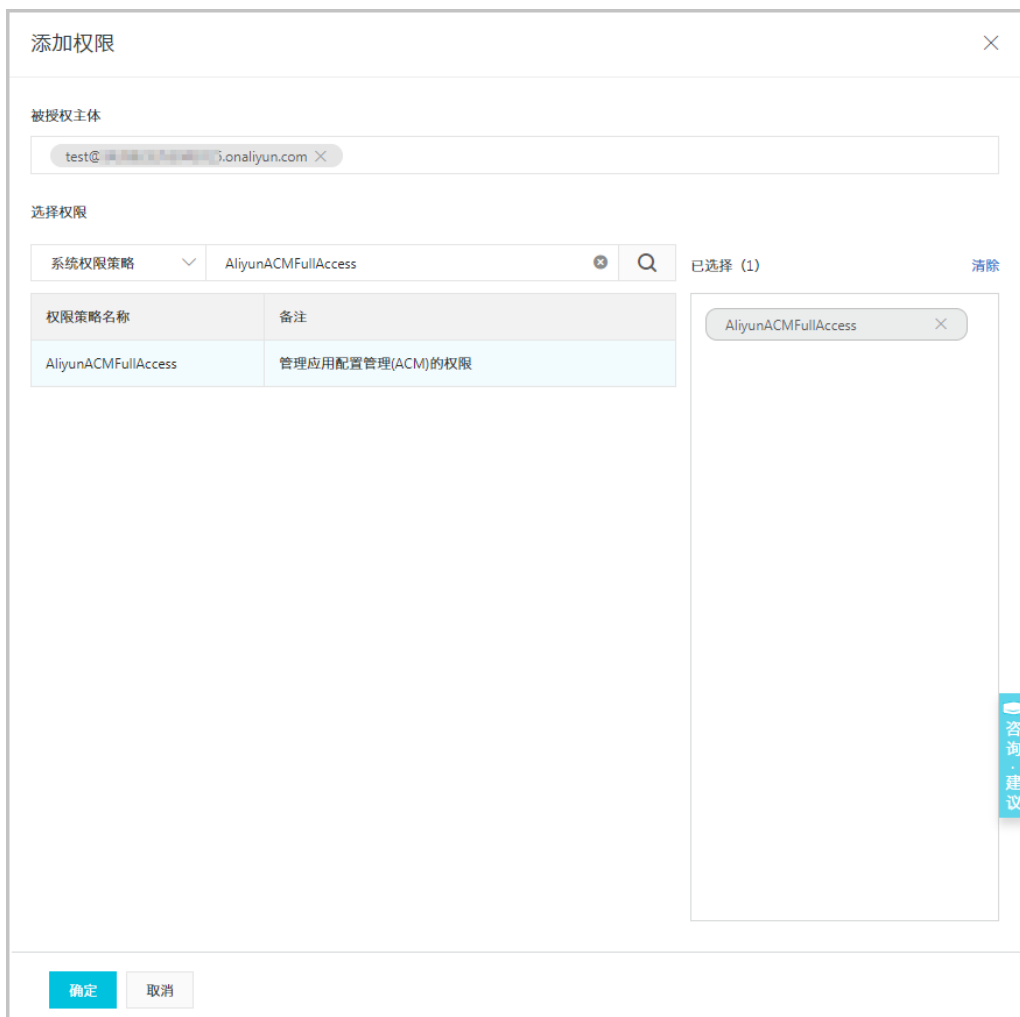 添加权限
被授权主体
test@ .onaliyun.com
选择权限
系统权限策略 AliyunACMFullAccess 已选择 (1) 清除
权限策略名称 备注
AliyunACMFullAccess
AliyunACMFullAccess 管理应用配置管理(ACM)的权限
咨询·建议
确定 取消